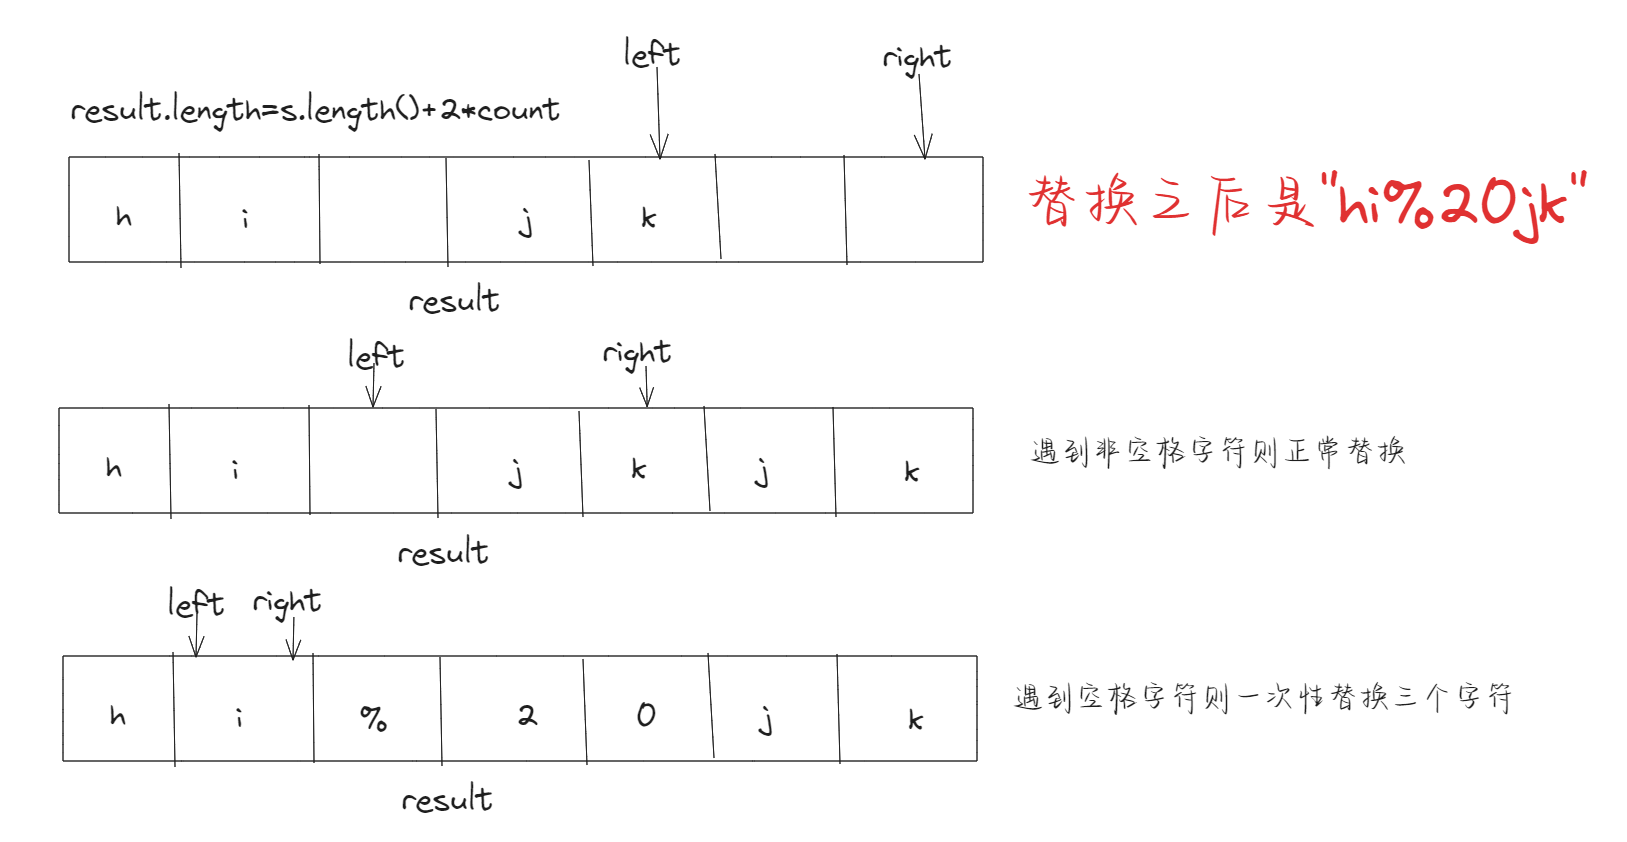 left right
result.length=s.length()+2*count
h i j k
替换之后是"hi%20jk"
result
left right
h i j k j k
遇到非空格字符则正常替换
result
left right
h i % 2 0 j k
遇到空格字符则一次性替换三个字符
result